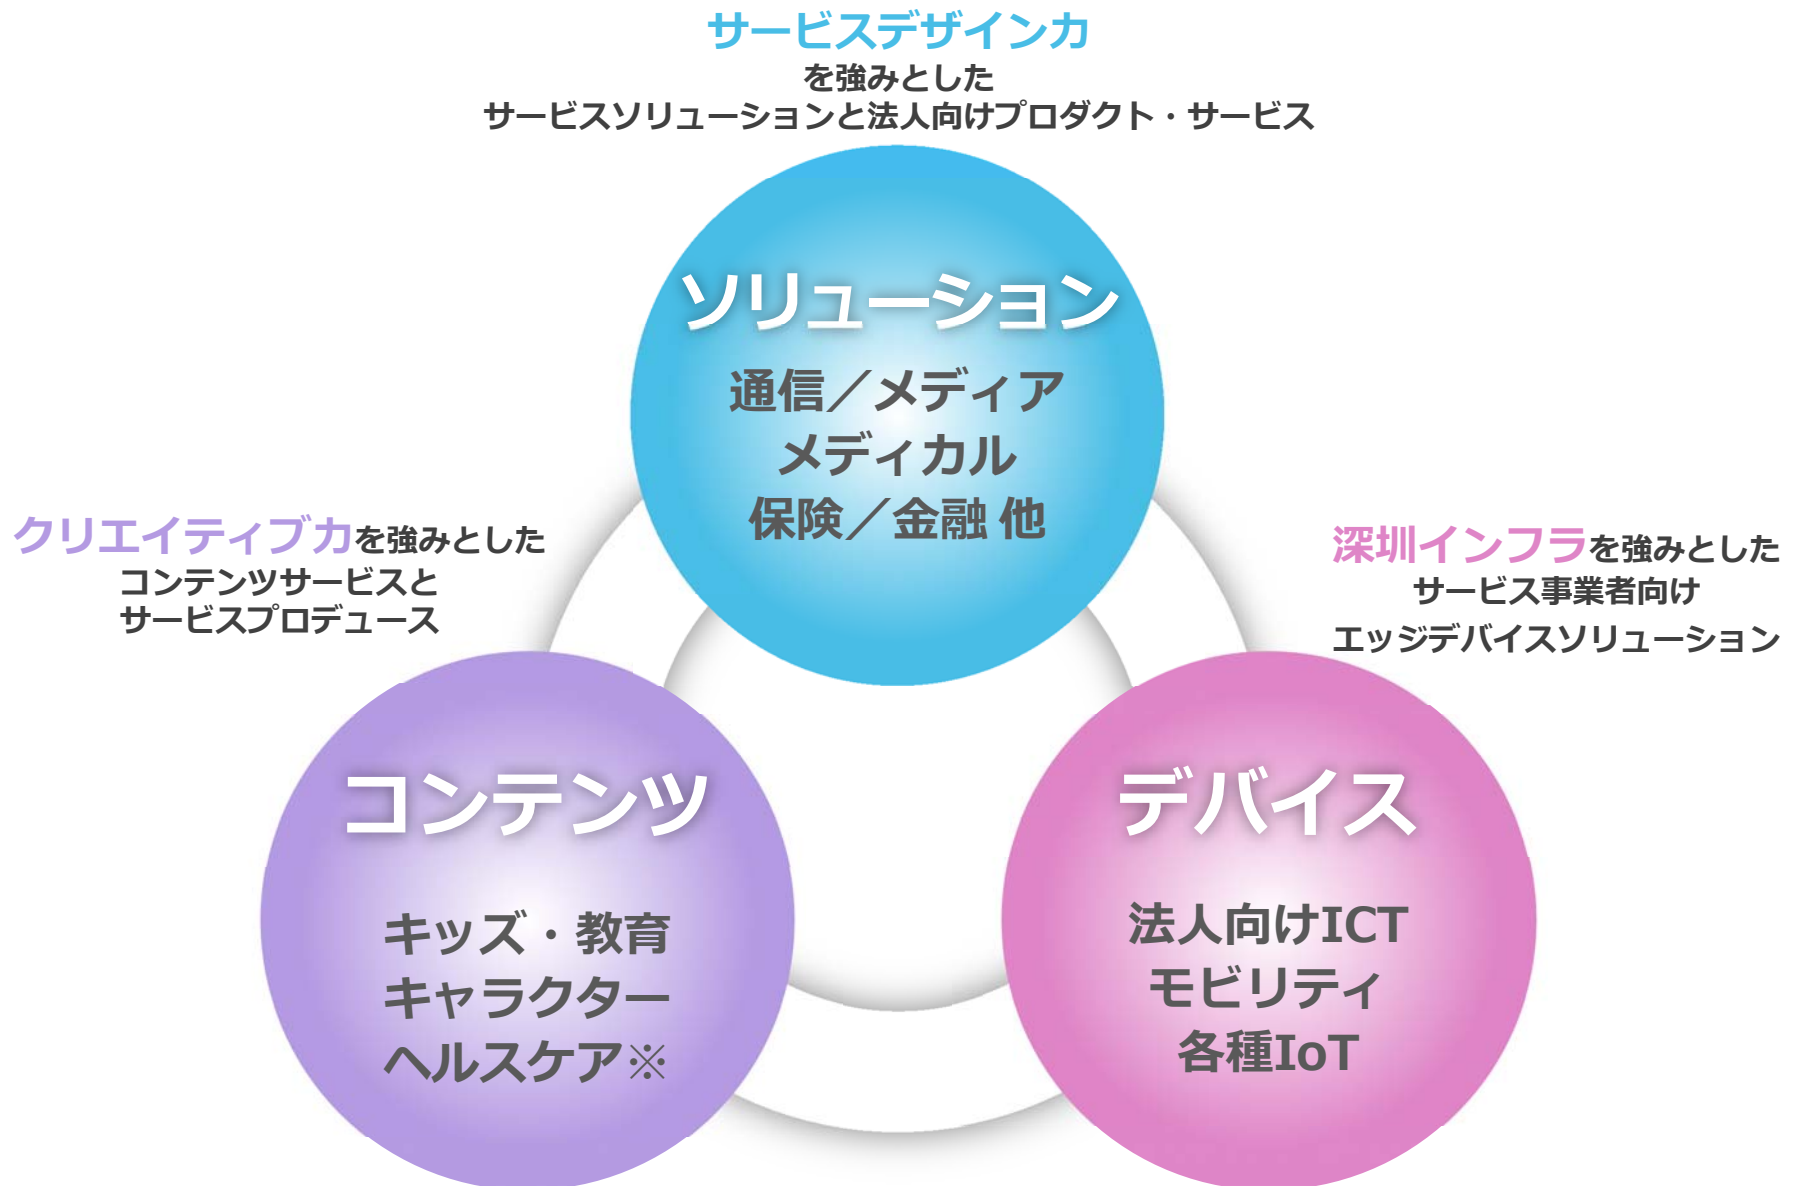 サービスデザイン力
を強みとした
サービスソリューションと法人向けプロダクト・サービス
ソリューション
通信／メディア
メディカル
保険／金融 他
クリエイティブ力を強みとした
コンテンツサービスと
サービスプロデュース
コンテンツ
キッズ・教育
キャラクター
ヘルスケア※
深圳インフラを強みとした
サービス事業者向け
エッジデバイスソリューション
デバイス
法人向けICT
モビリティ
各種IoT